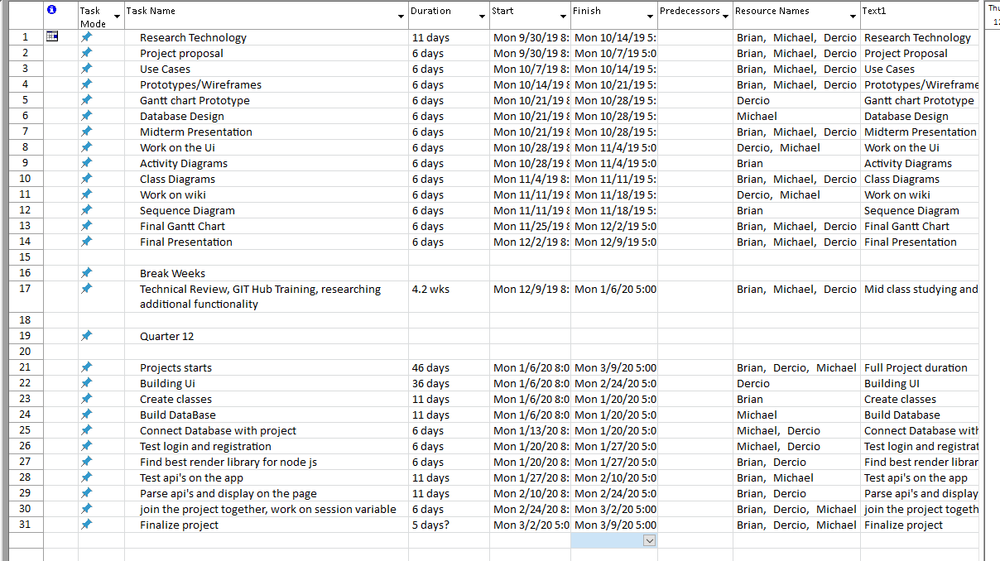 Task Mode Task Name Duration Start Finish Predecessors Resource Names Text1 Thu
12
1 Research Technology 11 days Mon 9/30/19 8: Mon 10/14/19 5: Brian, Michael, Dercio Research Technology
2 Project proposal 6 days Mon 9/30/19 8: Mon 10/7/19 5:0 Brian, Michael, Dercio Project Proposal
3 Use Cases 6 days Mon 10/7/19 8: Mon 10/14/19 5: Brian, Michael, Dercio Use Cases
4 Prototypes/Wireframes 6 days Mon 10/14/19 8 Mon 10/21/19 5: Brian, Michael, Dercio Prototypes/Wireframe
5 Gantt chart Prototype 6 days Mon 10/21/19 8 Mon 10/28/19 5: Dercio Gantt chart Prototype
6 Database Design 6 days Mon 10/21/19 8 Mon 10/28/19 5: Michael Database Design
7 Midterm Presentation 6 days Mon 10/21/19 8 Mon 10/28/19 5: Brian, Michael, Dercio Midterm Presentation
8 Work on the Ui 6 days Mon 10/28/19 8 Mon 11/4/19 5:0 Dercio, Michael Work on the Ui
9 Activity Diagrams 6 days Mon 10/28/19 8 Mon 11/4/19 5:0 Brian Activity Diagrams
10 Class Diagrams 6 days Mon 11/4/19 8: Mon 11/11/19 5: Brian, Michael, Dercio Class Diagrams
11 Work on wiki 6 days Mon 11/11/19 8 Mon 11/18/19 5: Dercio, Michael Work on wiki
12 Sequence Diagram 6 days Mon 11/11/19 8 Mon 11/18/19 5: Brian Sequence Diagram
13 Final Gantt Chart 6 days Mon 11/25/19 8 Mon 12/2/19 5:0 Brian, Michael, Dercio Final Gantt Chart
14 Final Presentation 6 days Mon 12/2/19 8: Mon 12/9/19 5:0 Brian, Michael, Dercio Final Presentation
15
16 Break Weeks
17 Technical Review, GIT Hub Training, researching 4.2 wks Mon 12/9/19 8: Mon 1/6/20 5:00 Brian, Michael, Dercio Mid class studying and
additional functionality
18
19 Quarter 12
20
21 Projects starts 46 days Mon 1/6/20 8:0 Mon 3/9/20 5:00 Brian, Dercio, Michael Full Project duration
22 Building Ui 36 days Mon 1/6/20 8:0 Mon 2/24/20 5:0 Dercio Building UI
23 Create classes 11 days Mon 1/6/20 8:0 Mon 1/20/20 5:0 Brian Create classes
24 Build DataBase 11 days Mon 1/6/20 8:0 Mon 1/20/20 5:0 Michael Build Database
25 Connect Database with project 6 days Mon 1/13/20 8: Mon 1/20/20 5:0 Michael, Dercio Connect Database with
26 Test login and registration 6 days Mon 1/20/20 8: Mon 1/27/20 5:0 Michael, Dercio Test login and registrat
27 Find best render library for node js 6 days Mon 1/20/20 8: Mon 1/27/20 5:0 Brian, Dercio Find best render librar
28 Test api's on the app 11 days Mon 1/27/20 8: Mon 2/10/20 5:0 Brian, Michael Test api's on the app
29 Parse api's and display on the page 11 days Mon 2/10/20 8: Mon 2/24/20 5:0 Brian, Dercio Parse api's and display
30 join the project together, work on session variable 6 days Mon 2/24/20 8: Mon 3/2/20 5:00 Brian, Dercio, Michael join the project togeth
31 Finalize project 5 days? Mon 3/2/20 5:0 Mon 3/9/20 5:00 Brian, Dercio, Michael Finalize project